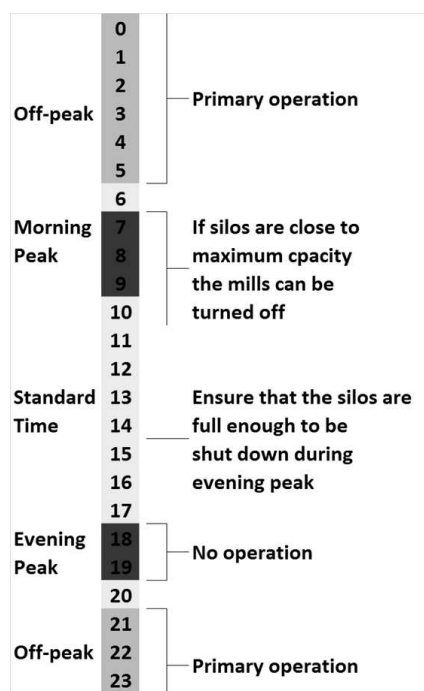 0
1
2
Off-peak 3 Primary operation
4
5
6
Morning Peak 7 If silos are close to
8 maximum cpacity
9 the mills can be
10 turned off
11
12
Standard 13 Ensure that the silos are
Time 14 full enough to be
15 shut down during
16 evening peak
17
Evening 18 No operation
Peak 19
20
21
Off-peak 22 Primary operation
23